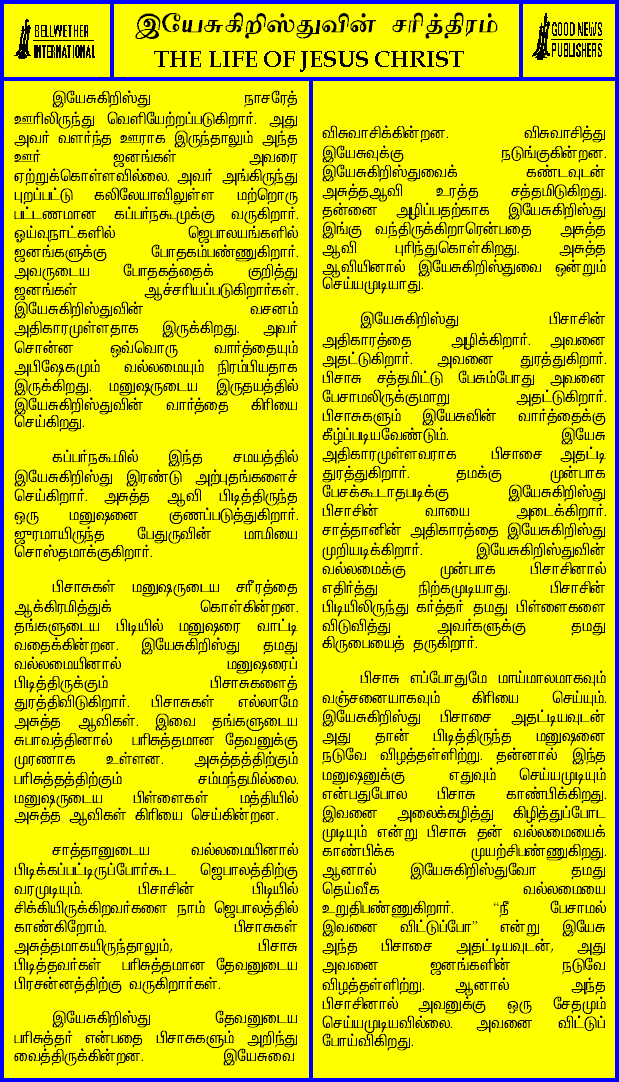 BELLWETHER
INTERNATIONAL
இயேசுகிறிஸ்துவின் சரித்திரம்
THE LIFE OF JESUS CHRIST
GOOD NEWS
PUBLISHERS
இயேசுகிறிஸ்து நாசரேத்
ஊரிலிருந்து வெளியேற்றப்படுகிறார். அது
அவர் வளர்ந்த ஊராக இருந்தாலும் அந்த
ஊர் ஜனங்கள் அவரை
ஏற்றுக்கொள்ளவில்லை. அவர் அங்கிருந்து
புறப்பட்டு கலிலேயாவிலுள்ள மற்றொரு
பட்டணமான கப்பர்நகூமுக்கு வருகிறார்.
ஓய்வுநாட்களில் ஜெபாலயங்களில்
ஜனங்களுக்கு போதகம்பண்ணுகிறார்.
அவருடைய போதகத்தைக் குறித்து
ஜனங்கள் ஆச்சரியப்படுகிறார்கள்.
இயேசுகிறிஸ்துவின் வசனம்
அதிகாரமுள்ளதாக இருக்கிறது. அவர்
சொன்ன ஒவ்வொரு வார்த்தையும்
அபிஷேகமும் வல்லமையும் நிரம்பியதாக
இருக்கிறது. மனுஷருடைய இருதயத்தில்
இயேசுகிறிஸ்துவின் வார்த்தை கிரியை
செய்கிறது.
கப்பர்நகூமில் இந்த சமயத்தில்
இயேசுகிறிஸ்து இரண்டு அற்புதங்களைச்
செய்கிறார். அசுத்த ஆவி பிடித்திருந்த
ஒரு மனுஷனை குணப்படுத்துகிறார்.
ஜுரமாயிருந்த பேதுருவின் மாமியை
சொஸ்தமாக்குகிறார்.
பிசாசுகள் மனுஷருடைய சரீரத்தை
ஆக்கிரமித்துக் கொள்கின்றன.
தங்களுடைய பிடியில் மனுஷரை வாட்டி
வதைக்கின்றன. இயேசுகிறிஸ்து தமது
வல்லமையினால் மனுஷரைப்
பிடித்திருக்கும் பிசாசுகளைத்
துரத்திவிடுகிறார். பிசாசுகள் எல்லாமே
அசுத்த ஆவிகள். இவை தங்களுடைய
சுபாவத்தினால் பரிசுத்தமான தேவனுக்கு
முரணாக உள்ளன. அசுத்தத்திற்கும்
பரிசுத்தத்திற்கும் சம்மந்தமில்லை.
மனுஷருடைய பிள்ளைகள் மத்தியில்
அசுத்த ஆவிகள் கிரியை செய்கின்றன.
சாத்தானுடைய வல்லமையினால்
பிடிக்கப்பட்டிருப்போர்கூட ஜெபாலத்திற்கு
வரமுடியும். பிசாசின் பிடியில்
சிக்கியிருக்கிறவர்களை நாம் ஜெபாலத்தில்
காண்கிறோம். பிசாசுகள்
அசுத்தமாகயிருந்தாலும், பிசாசு
பிடித்தவர்கள் பரிசுத்தமான தேவனுடைய
பிரசன்னத்திற்கு வருகிறார்கள்.
இயேசுகிறிஸ்து தேவனுடைய
பரிசுத்தர் என்பதை பிசாசுகளும் அறிந்து
வைத்திருக்கின்றன. இயேசுவை
விசுவாசிக்கின்றன. விசுவாசித்து
இயேசுவுக்கு நடுங்குகின்றன.
இயேசுகிறிஸ்துவைக் கண்டவுடன்
அசுத்தஆவி உரத்த சத்தமிடுகிறது.
தன்னை அழிப்பதற்காக இயேசுகிறிஸ்து
இங்கு வந்திருக்கிறாரென்பதை அசுத்த
ஆவி புரிந்துகொள்கிறது. அசுத்த
ஆவியினால் இயேசுகிறிஸ்துவை ஒன்றும்
செய்யமுடியாது.
இயேசுகிறிஸ்து பிசாசின்
அதிகாரத்தை அழிக்கிறார். அவனை
அதட்டுகிறார். அவனை துரத்துகிறார்.
பிசாசு சத்தமிட்டு பேசும்போது அவனை
பேசாமலிருக்குமாறு அதட்டுகிறார்.
பிசாசுகளும் இயேசுவின் வார்த்தைக்கு
கீழ்ப்படியவேண்டும். இயேசு
அதிகாரமுள்ளவராக பிசாசை அதட்டி
துரத்துகிறார். தமக்கு முன்பாக
பேசக்கூடாதபடிக்கு இயேசுகிறிஸ்து
பிசாசின் வாயை அடைக்கிறார்.
சாத்தானின் அதிகாரத்தை இயேசுகிறிஸ்து
முறியடிக்கிறார். இயேசுகிறிஸ்துவின்
வல்லமைக்கு முன்பாக பிசாசினால்
எதிர்த்து நிற்கமுடியாது. பிசாசின்
பிடியிலிருந்து கர்த்தர் தமது பிள்ளைகளை
விடுவித்து அவர்களுக்கு தமது
கிருபையைத் தருகிறார்.
பிசாசு எப்போதுமே மாய்மாலமாகவும்
வஞ்சனையாகவும் கிரியை செய்யும்.
இயேசுகிறிஸ்து பிசாசை அதட்டியவுடன்
அது தான் பிடித்திருந்த மனுஷனை
நடுவே விழத்தள்ளிற்று. தன்னால் இந்த
மனுஷனுக்கு எதுவும் செய்யமுடியும்
என்பதுபோல பிசாசு காண்பிக்கிறது.
இவனை அலைக்கழித்து கிழித்துப்போட
முடியும் என்று பிசாசு தன் வல்லமையைக்
காண்பிக்க முயற்சிபண்ணுகிறது.
ஆனால் இயேசுகிறிஸ்துவோ தமது
தெய்வீக வல்லமையை
உறுதிபண்ணுகிறார். “நீ பேசாமல்
இவனை விட்டுப்போ” என்று இயேசு
அந்த பிசாசை அதட்டியவுடன், அது
அவனை ஜனங்களின் நடுவே
விழத்தள்ளிற்று. ஆனால் அந்த
பிசாசினால் அவனுக்கு ஒரு சேதமும்
செய்யமுடியவில்லை. அவனை விட்டுப்
போய்விகிறது.